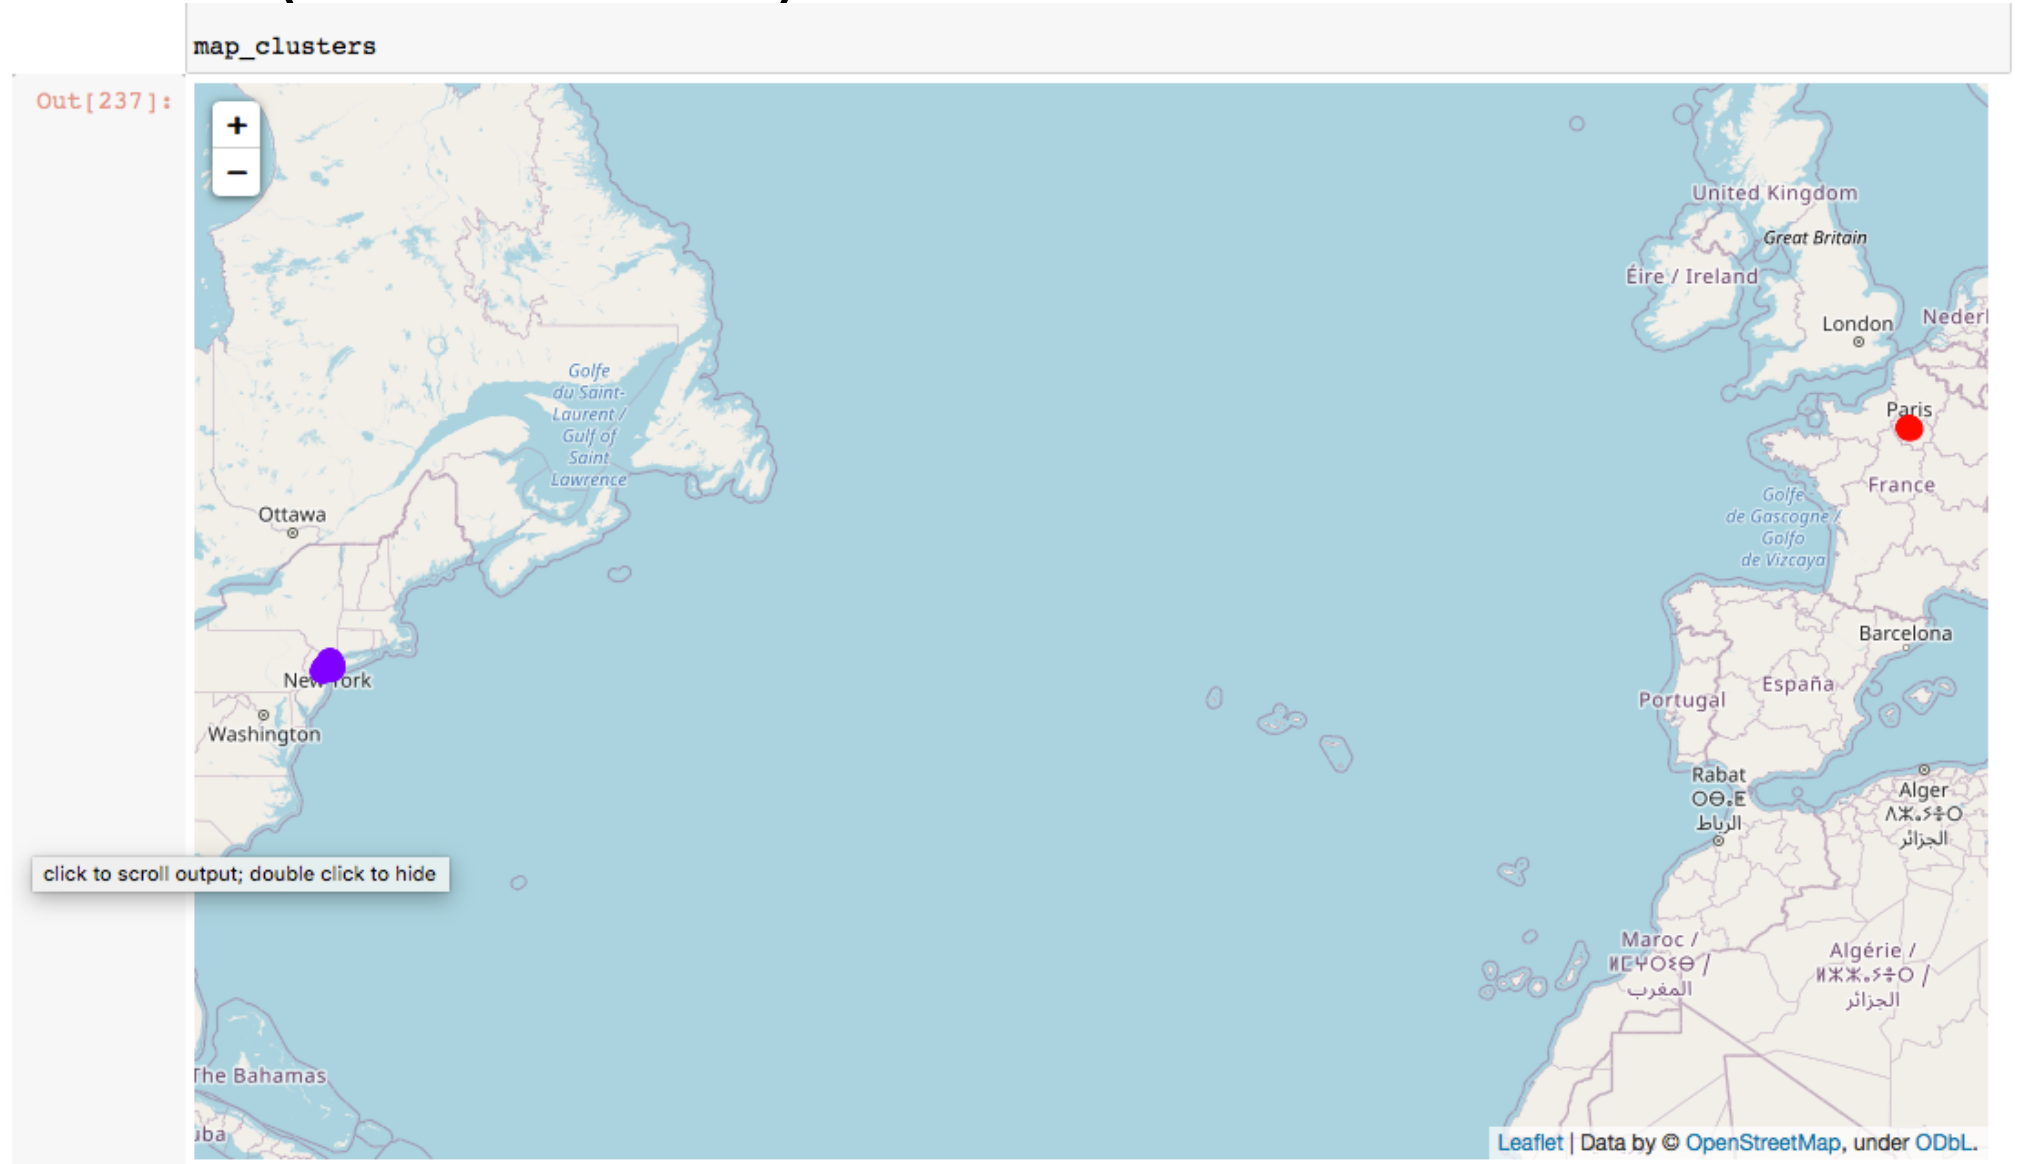 map_clusters
Out[237]:
+
−
United Kingdom
Great Britain
Éire / Ireland
London
Nederl
Golfe
du Saint-
Laurent /
Gulf of
Saint
Lawrence
Paris
France
Golfe
de Gascogne /
Golfo
de Vizcaya
Ottawa
Barcelona
New York
España
Portugal
Washington
Rabat
ⵔⴱⴰⵟ
الرباط
Alger
ⴷⵣⴰⵢⵔ
الجزائر
click to scroll output; double click to hide
Maroc /
ⵍⵎⵖⵔⵉⴱ /
المغرب
Algérie /
ⵍⵣⵣⴰⵢⵔ /
الجزائر
The Bahamas
uba
Leaflet | Data by © OpenStreetMap, under ODbL.